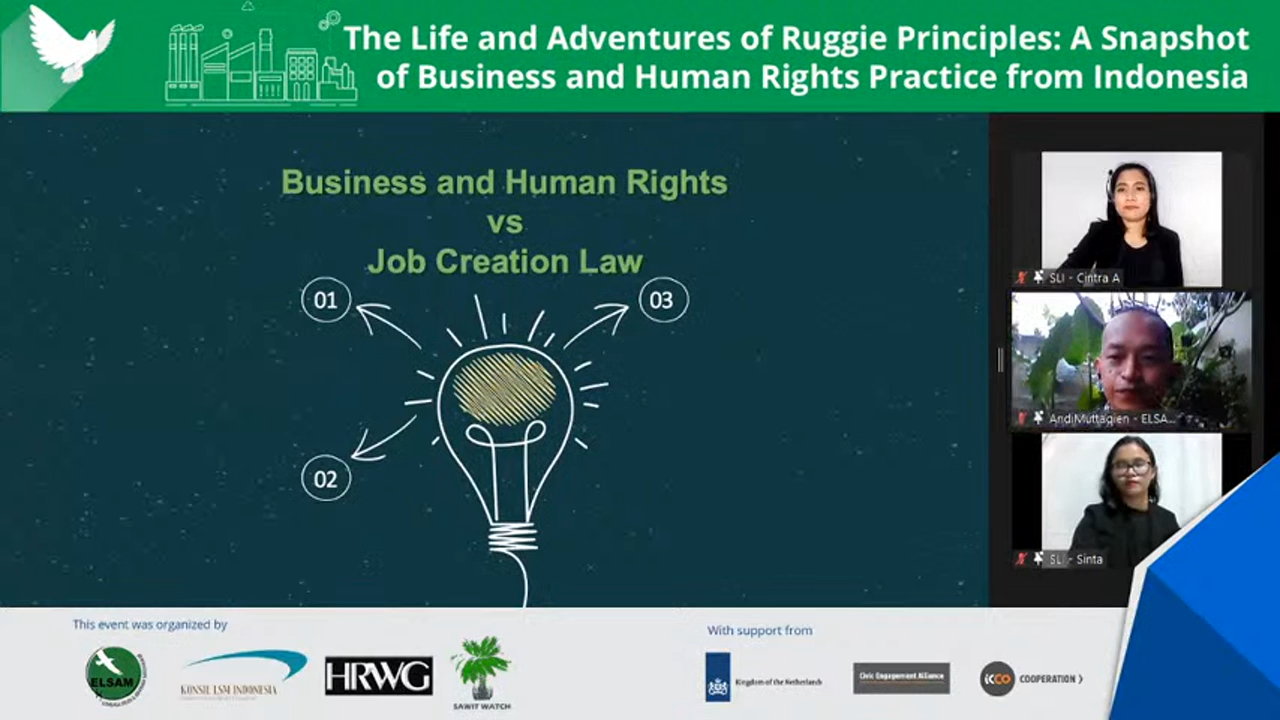 The Life and Adventures of Ruggie Principles: A Snapshot
of Business and Human Rights Practice from Indonesia
Business and Human Rights
vs
Job Creation Law
01
03
02
SLI - Cintra A
AndiMuttaqien - ELSA...
SLI - Sinta
This event was organized by
With support from
ELSAM
KONSIL LSM INDONESIA
HRWG
SAWIT WATCH
Kingdom of the Netherlands
Civic Engagement Alliance
icco COOPERATION